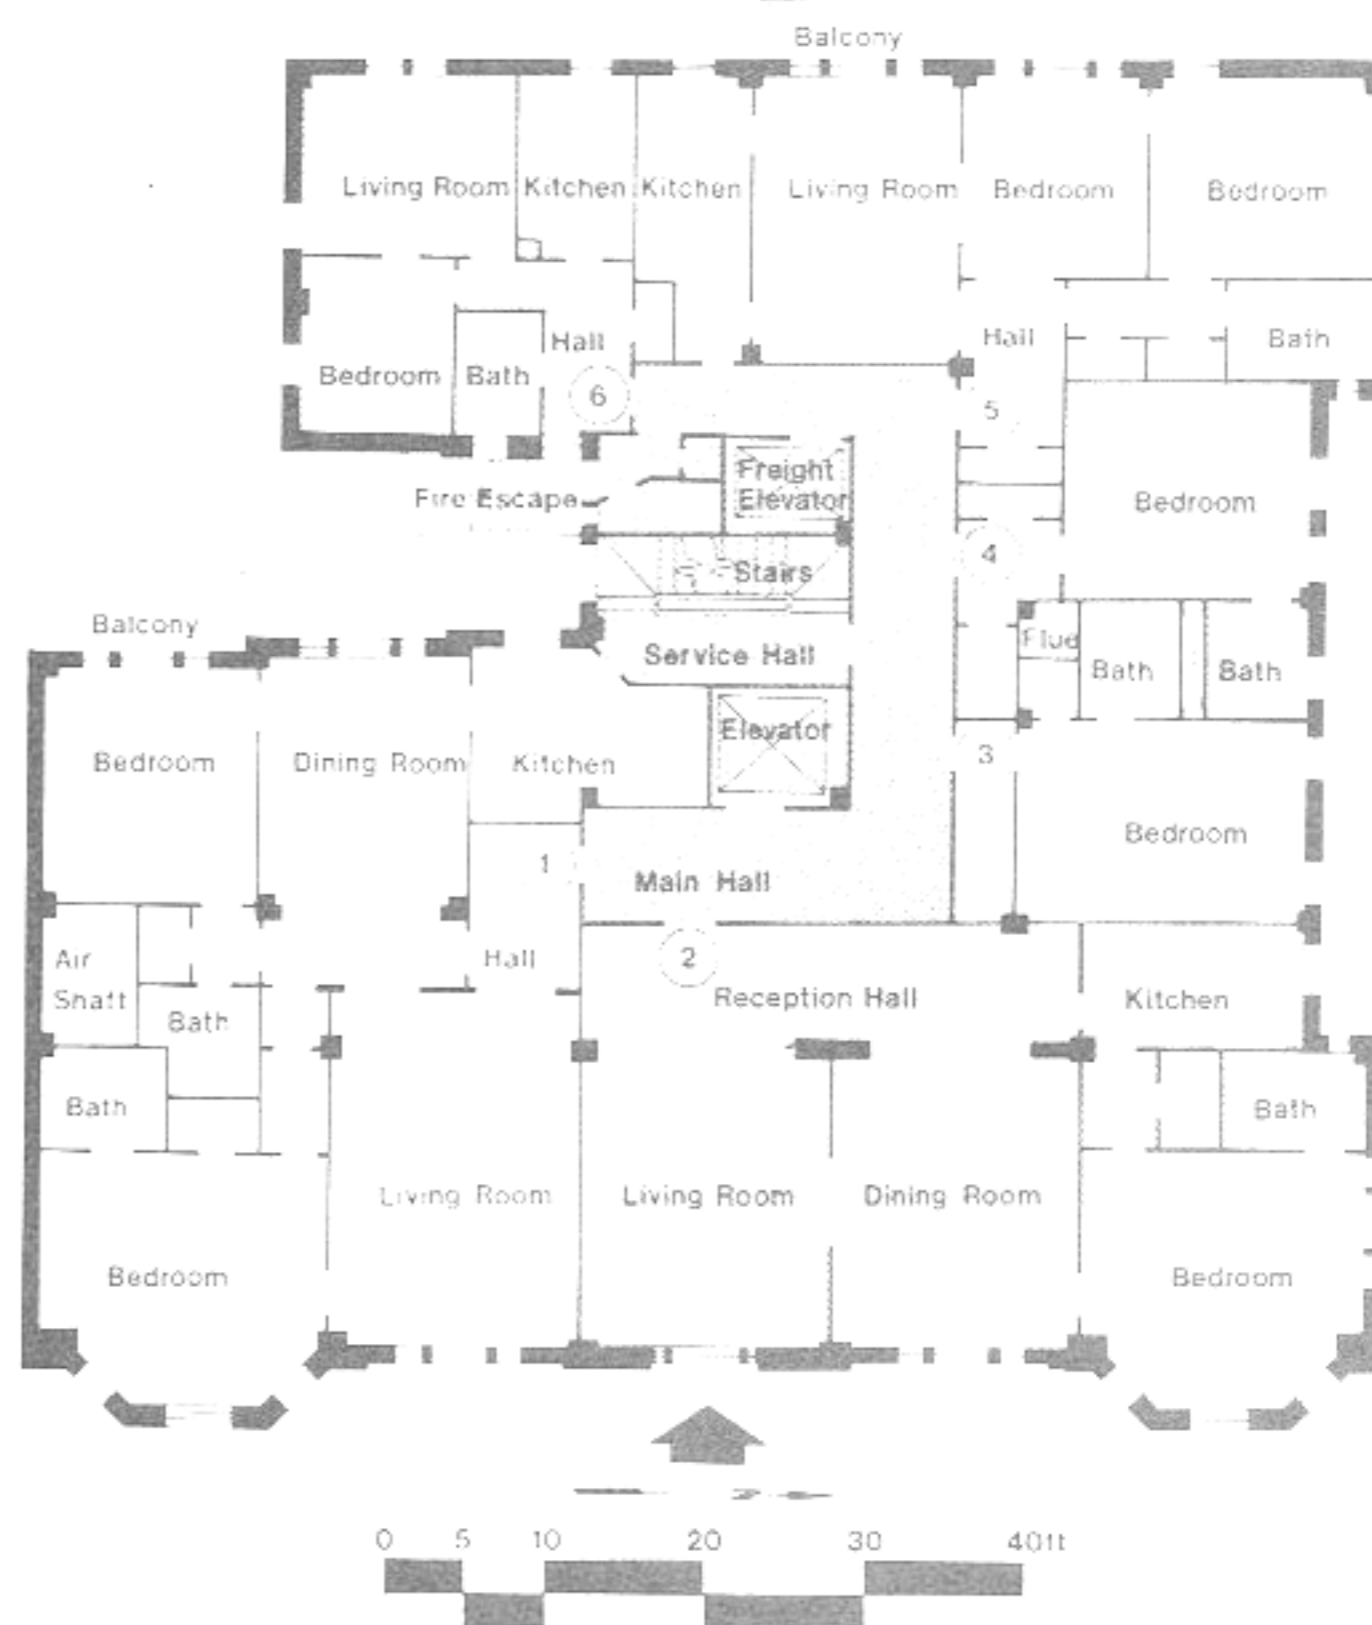 Balcony
Living Room Kitchen Kitchen Living Room Bedroom Bedroom
Hall Hall Bath
Bedroom Bath
6
5
Freight
Elevator
Fire Escape
Bedroom
4
Stairs
Balcony
Flue
Service Hall
Bath Bath
Elevator
3
Bedroom Dining Room Kitchen
Bedroom
1
Main Hall
2
Air
Shaft
Hall
Reception Hall
Kitchen
Bath
Bath
Bath
Living Room Living Room Dining Room
Bedroom Bedroom
0 5 10 20 30 40ft